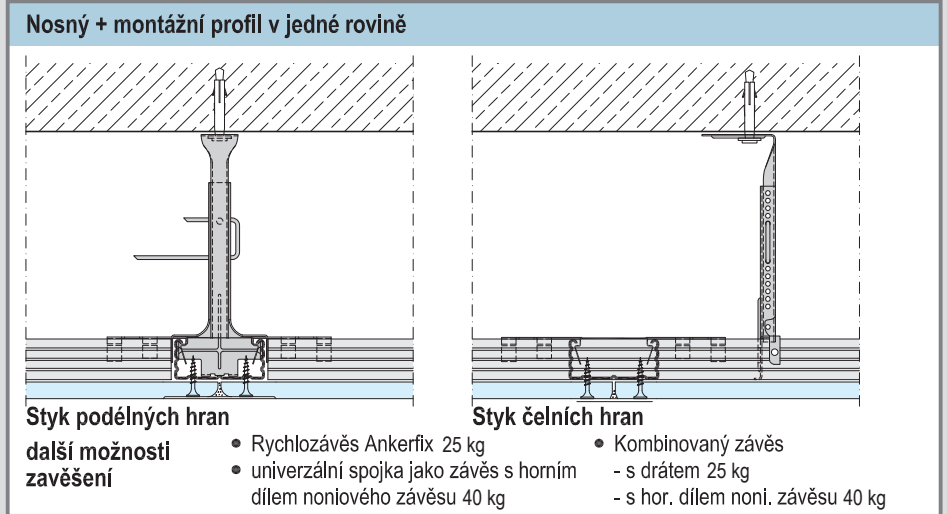 Nosný + montážní profil v jedné rovině
Styk podélných hran
Styk čelních hran
další možnosti
zavěšení
• Rychlozávěs Ankerfix 25 kg
• univerzální spojka jako závěs s horním
dílem noniového závěsu 40 kg
• Kombinovaný závěs
- s drátem 25 kg
- s hor. dílem noni. závěsu 40 kg